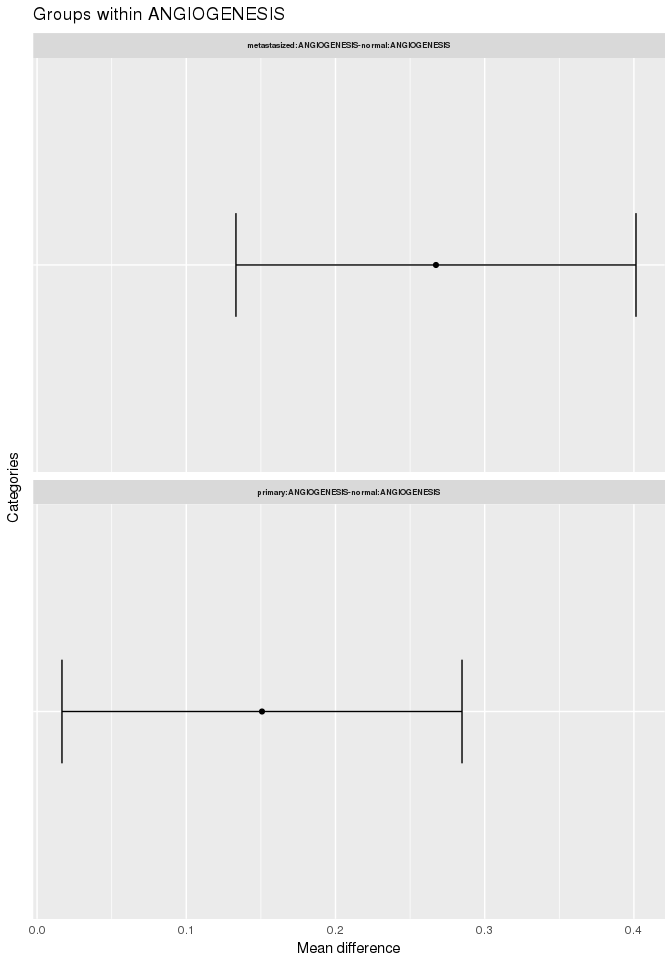 Groups within ANGIOGENESIS
metastasized:ANGIOGENESIS-normal:ANGIOGENESIS
primary:ANGIOGENESIS-normal:ANGIOGENESIS
Categories
0.0 0.1 0.2 0.3 0.4
Mean difference